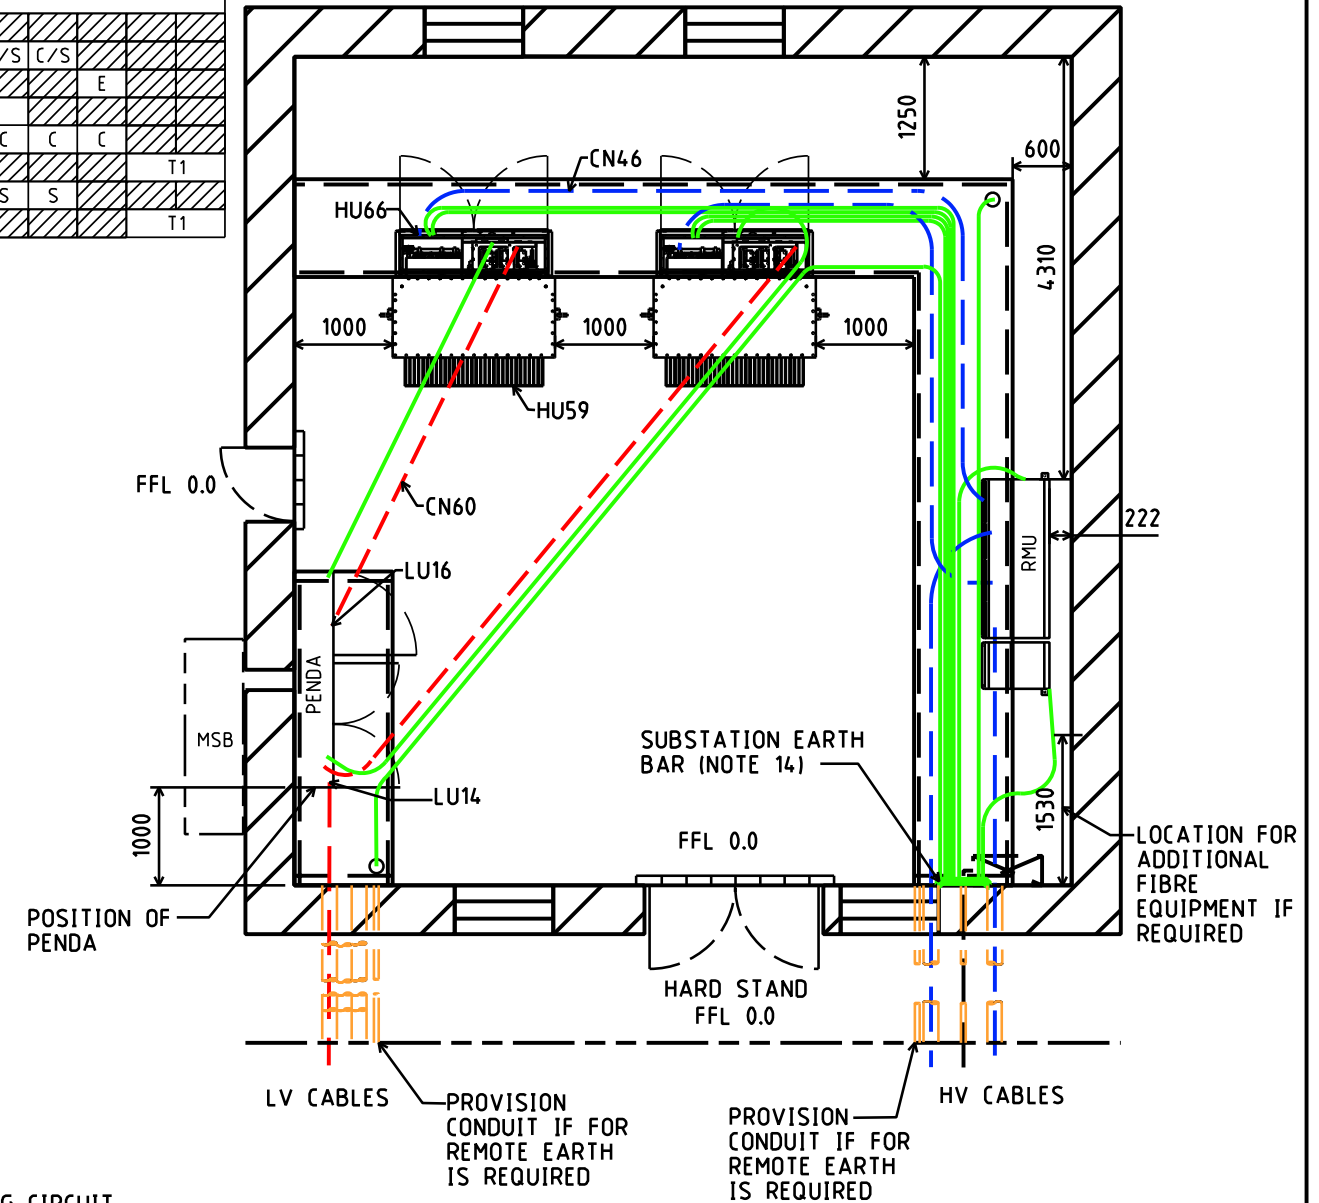 /S C/S
E
C C C
T1
S S
T1
1250
600
CN46
HU66
4310
1000
1000
1000
HU59
FFL 0.0
CN60
222
RMU
LU16
PENDA
MSB
SUBSTATION EARTH
BAR (NOTE 14)
LU14
1000
1530
FFL 0.0
LOCATION FOR
ADDITIONAL
FIBRE
EQUIPMENT IF
REQUIRED
POSITION OF
PENDA
HARD STAND
FFL 0.0
LV CABLES
HV CABLES
PROVISION
CONDUIT IF FOR
REMOTE EARTH
IS REQUIRED
PROVISION
CONDUIT IF FOR
REMOTE EARTH
IS REQUIRED
G CIRCUIT